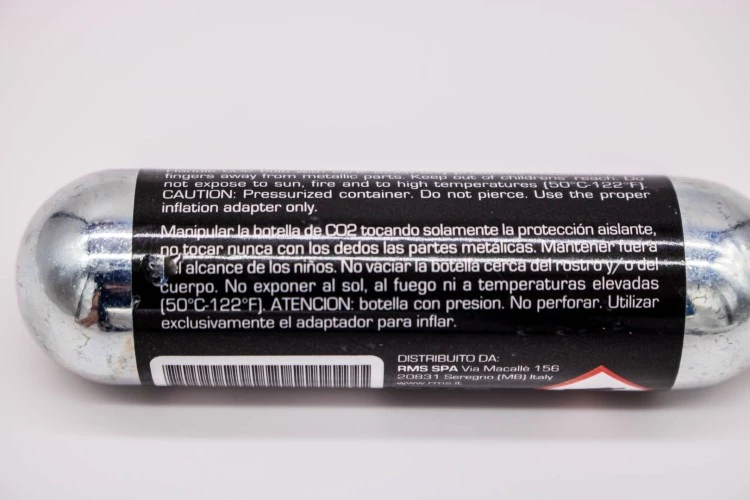 fingers away from metallic parts. Keep out of childrens' reach. Do
not expose to sun, fire and to high temperatures (50°C-122°F).
CAUTION: Pressurized container. Do not pierce. Use the proper
inflation adapter only.
Manipular la botella de CO2 tocando solamente la protección aislante,
no tocar nunca con los dedos las partes metálicas. Mantener fuera
alcance de los niños. No vaciar la botella cerca del rostro y/o del
cuerpo. No exponer al sol, al fuego ni a temperaturas elevadas
(50°C-122°F). ATENCION: botella con presion. No perforar. Utilizar
exclusivamente el adaptador para inflar.
DISTRIBUITO DA:
RMS SPA Via Macallè 156
20831 Seregno (MB) Italy
www.rms.it